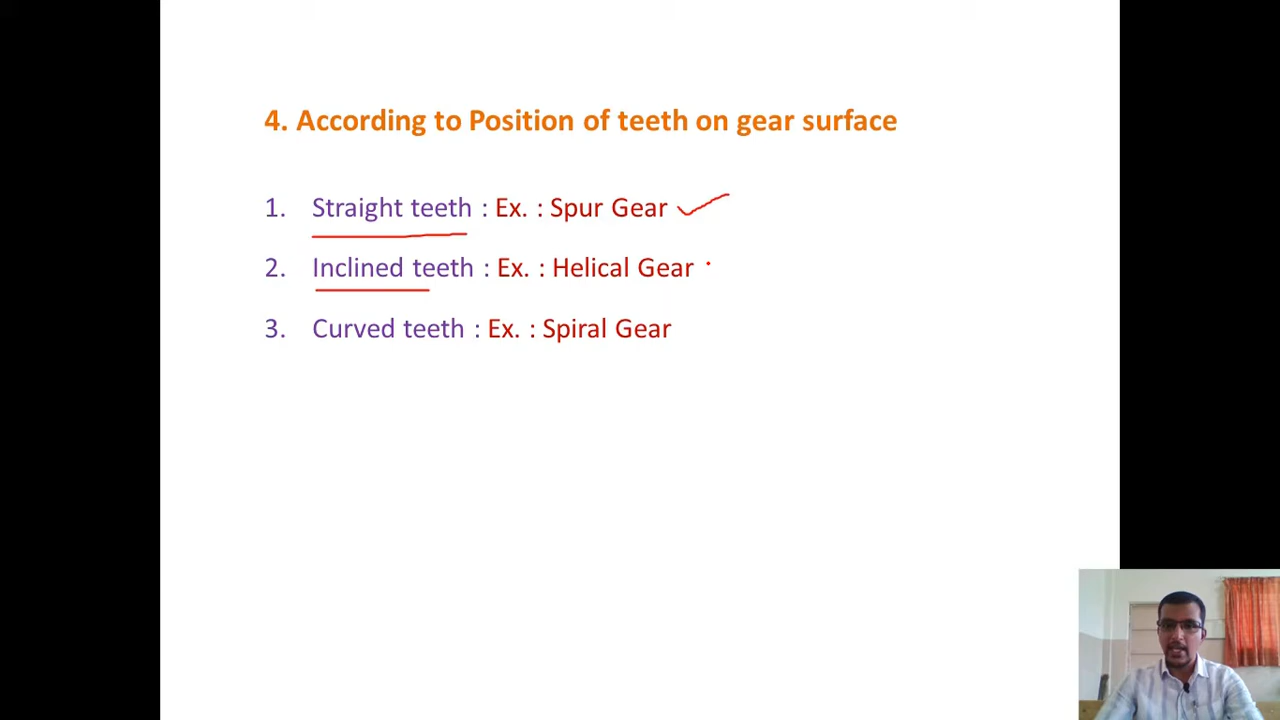 4. According to Position of teeth on gear surface
1. Straight teeth : Ex. : Spur Gear
2. Inclined teeth : Ex. : Helical Gear
3. Curved teeth : Ex. : Spiral Gear